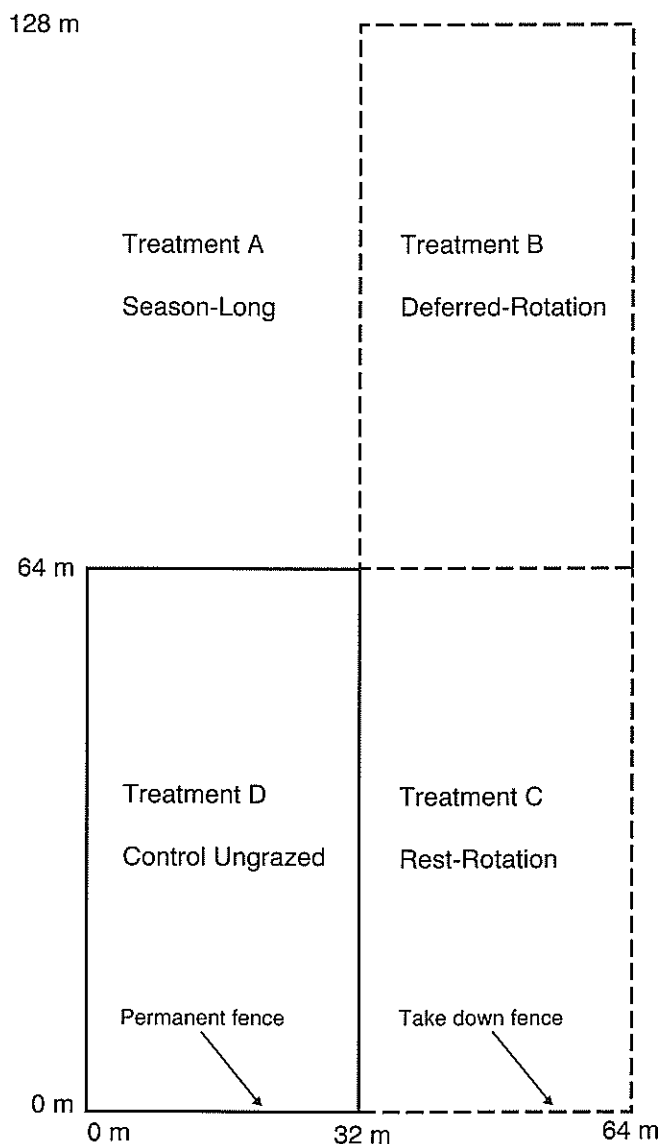 128 m
Treatment A
Season-Long
Treatment B
Deferred-Rotation
64 m
Treatment D
Control Ungrazed
Treatment C
Rest-Rotation
Permanent fence
Take down fence
0 m
0 m
32 m
64 m